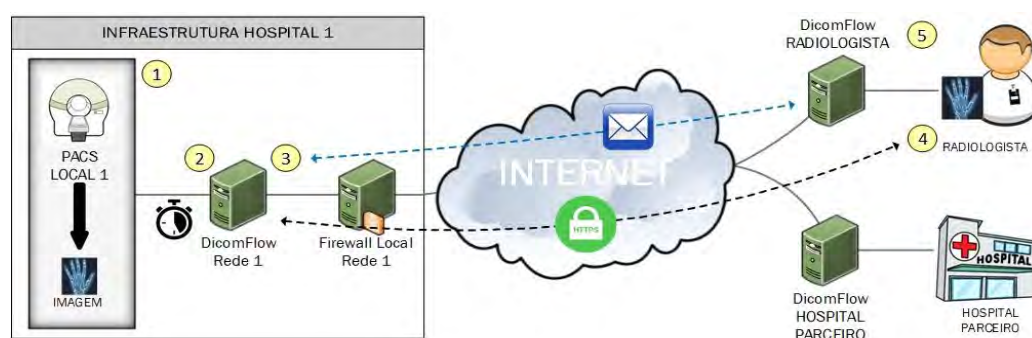 INFRAESTRUTURA HOSPITAL 1
1
PACS
LOCAL 1
IMAGEM
2
3
DicomFlow
Rede 1
Firewall Local
Rede 1
INTERNET
HTTPS
DicomFlow
RADIOLOGISTA
5
4
RADIOLOGISTA
DicomFlow
HOSPITAL
PARCEIRO
HOSPITAL
HOSPITAL
PARCEIRO